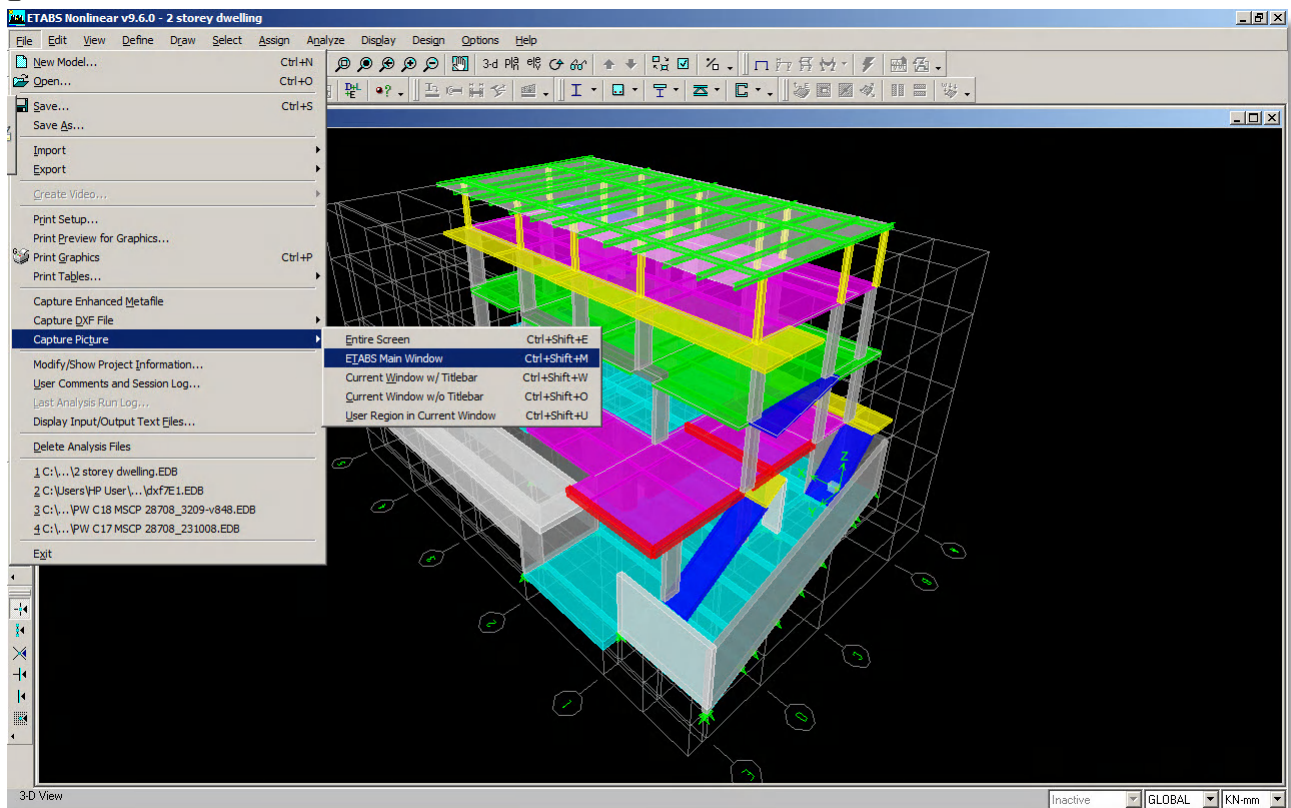 ETABS Nonlinear v9.6.0 - 2 storey dwelling
File Edit View Define Draw Select Assign Analyze Display Design Options Help
New Model... Ctrl+N
Open... Ctrl+O
Save... Ctrl+S
Save As...
Import
Export
Create Video...
Print Setup...
Print Preview for Graphics...
Print Graphics Ctrl+P
Print Tables...
Capture Enhanced Metafile
Capture DXF File
Capture Picture
Entire Screen Ctrl+Shift+E
ETABS Main Window Ctrl+Shift+M
Current Window w/ Titlebar Ctrl+Shift+W
Current Window w/o Titlebar Ctrl+Shift+O
User Region in Current Window Ctrl+Shift+U
Modify/Show Project Information...
User Comments and Session Log...
Last Analysis Run Log...
Display Input/Output Text Files...
Delete Analysis Files
1 C:\...\2 storey dwelling.EDB
2 C:\Users\HP User\...\dxf7E1.EDB
3 C:\...\PW C18 MSCP 28708_3209-v848.EDB
4 C:\...\PW C17 MSCP 28708_231008.EDB
Exit
3-d
Z
1
2
D
3-D View
Inactive
GLOBAL
KN-mm